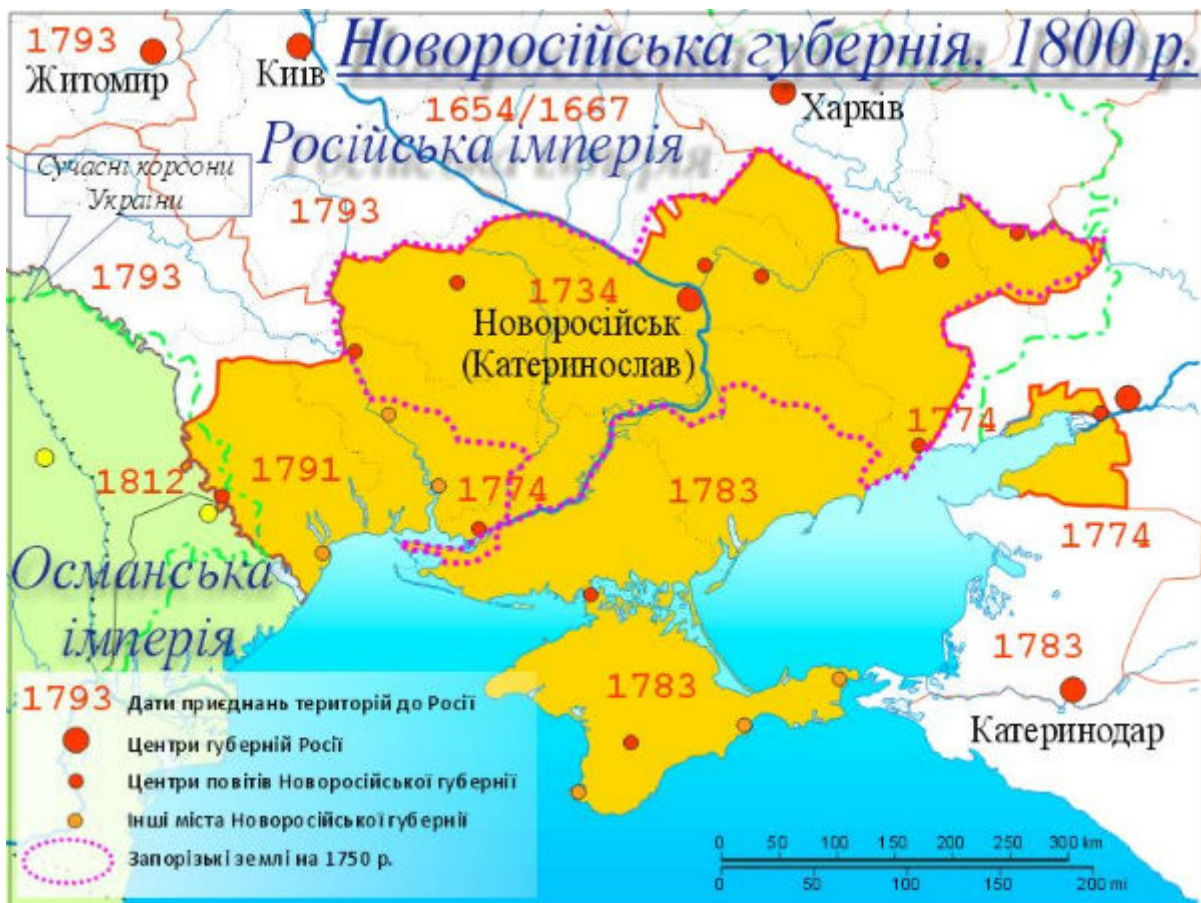 Новоросійська губернія. 1800 р.
1793
Житомир
Київ
1654/1667
Харків
Російська імперія
Сучасні кордони
України
1793
1793
1734
Новоросійськ
(Катеринослав)
1774
1812
1791
1774
1783
1774
Османська
імперія
1783
1783
Катеринодар
1793 Дати приєднань територій до Росії
Центри губерній Росії
Центри повітів Новоросійської губернії
Інші міста Новоросійської губернії
Запорізькі землі на 1750 р.
0 50 100 150 200 250 300 km
0 50 100 150 200 mi